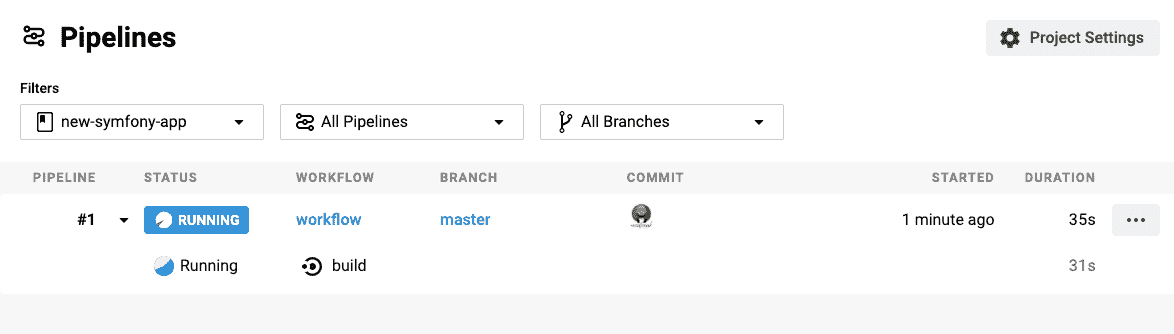 Pipelines
Project Settings
Filters
new-symfony-app
All Pipelines
All Branches
PIPELINE STATUS WORKFLOW BRANCH COMMIT STARTED DURATION
#1 RUNNING workflow master 1 minute ago 35s
Running build 31s